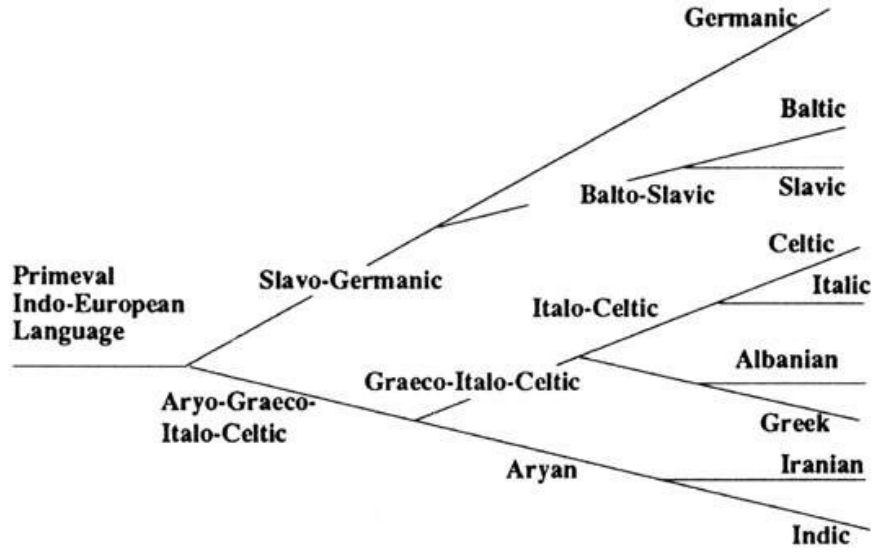 Germanic
Baltic
Balto-Slavic
Slavic
Celtic
Primeval
Indo-European
Language
Slavo-Germanic
Italo-Celtic
Italic
Albanian
Graeco-Italo-Celtic
Aryo-Graeco-
Italo-Celtic
Greek
Aryan
Iranian
Indic